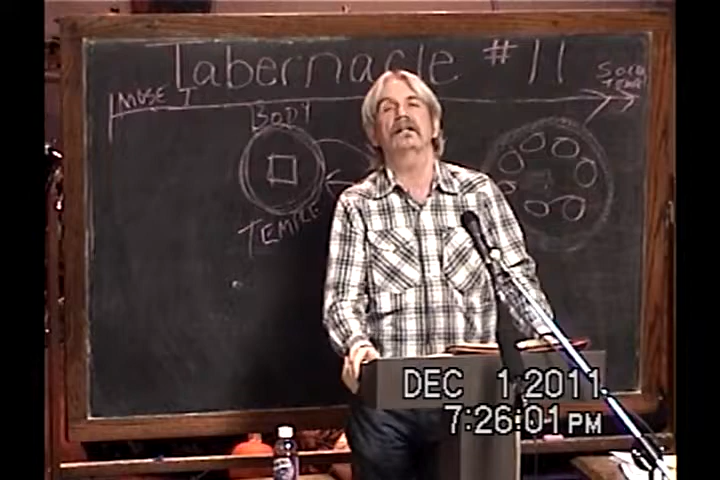 Tabernacle #11
MOSE
BODY
TEMPLE
DEC 1 2011
7:26:01 PM